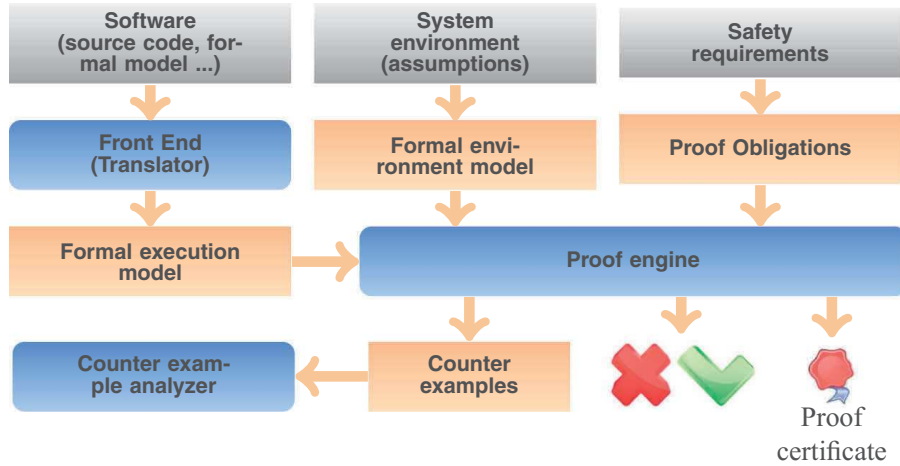 Software
(source code, for-
mal model ...)
System
environment
(assumptions)
Safety
requirements
Front End
(Translator)
Formal envi-
ronment model
Proof Obligations
Formal execution
model
Proof engine
Counter exam-
ple analyzer
Counter
examples
Proof
certificate